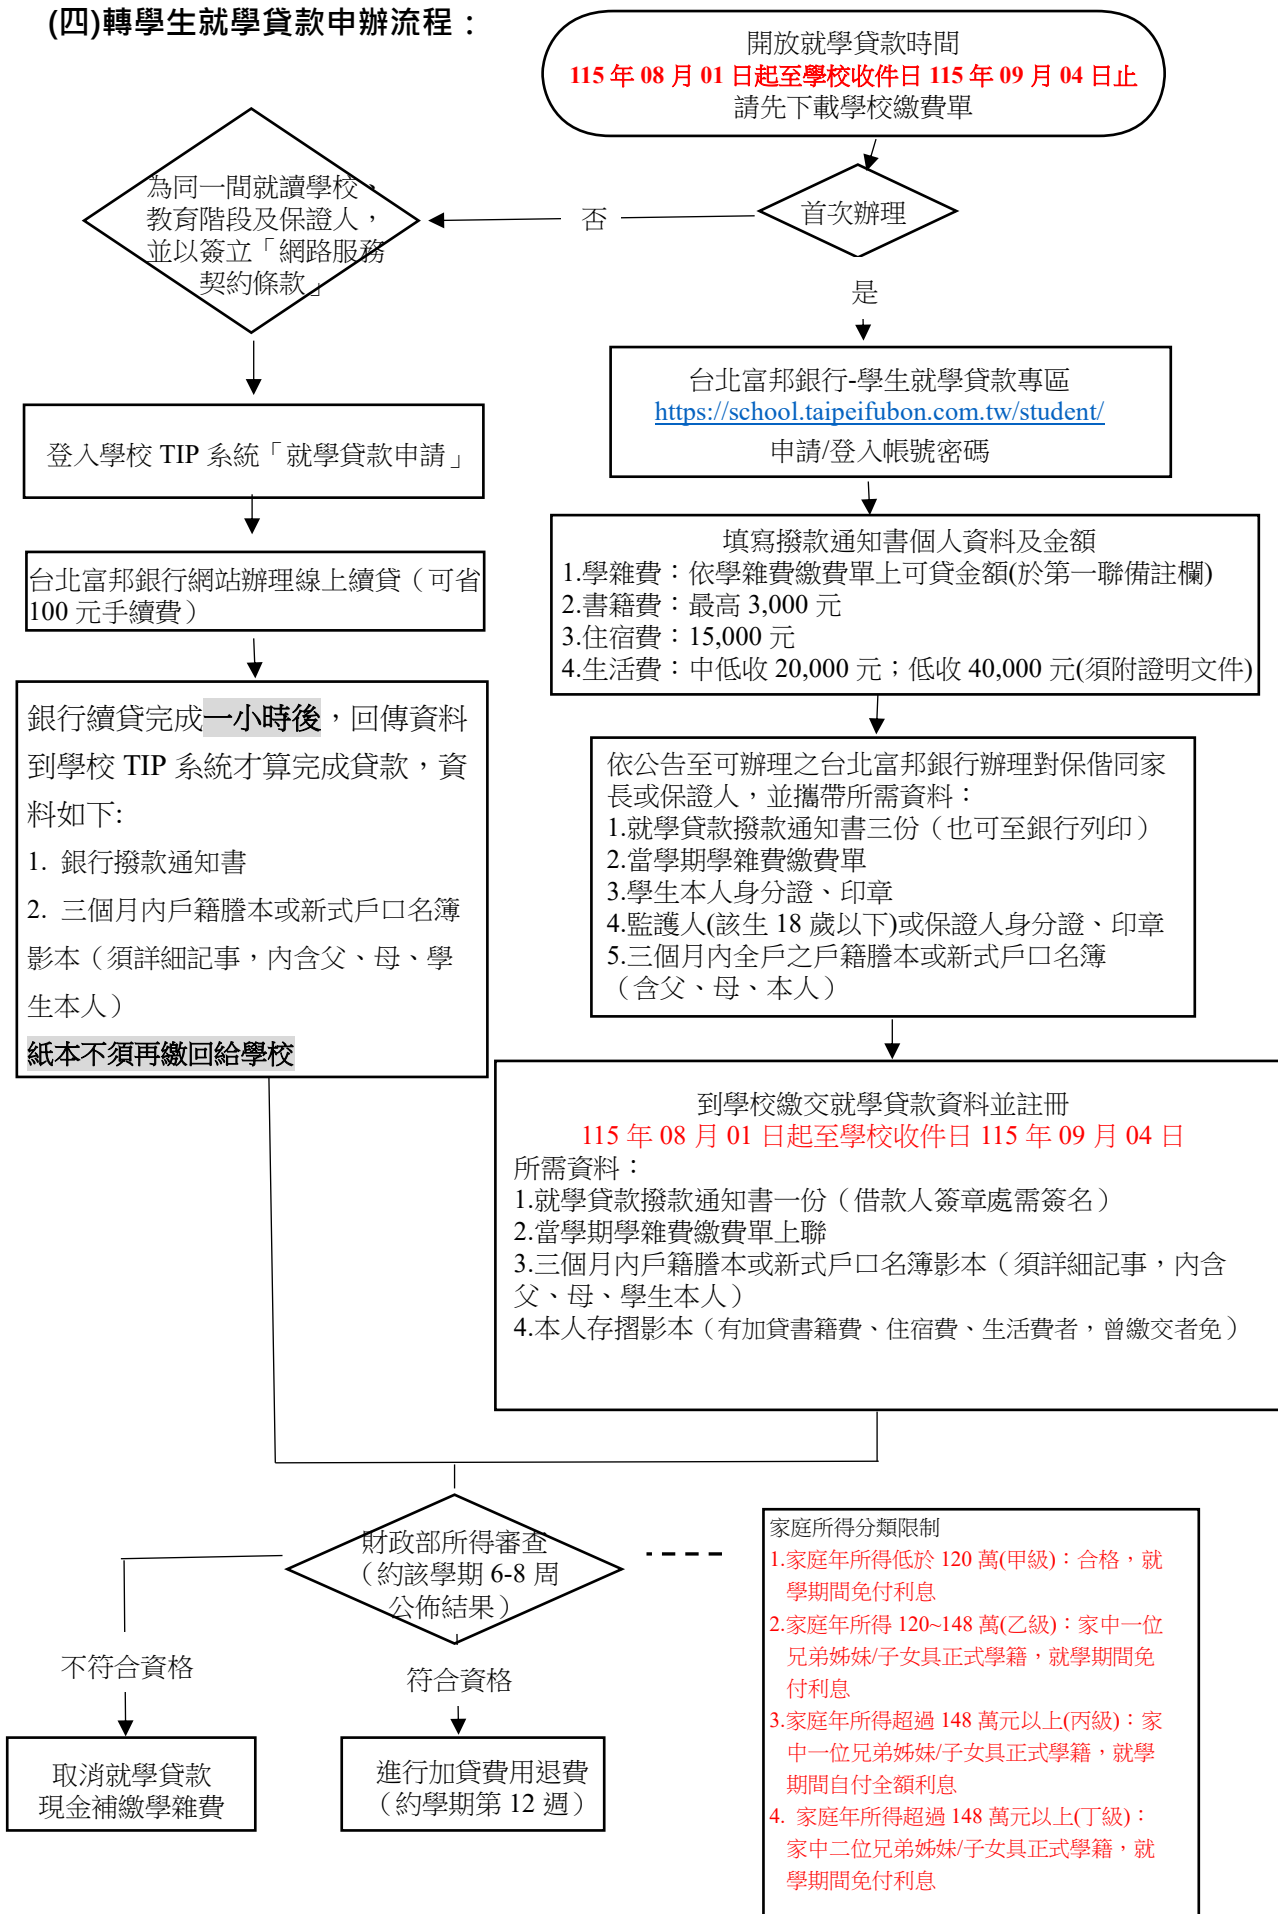 (四)轉學生就學貸款申辦流程：
開放就學貸款時間
115 年 08 月 01 日起至學校收件日 115 年 09 月 04 日止
請先下載學校繳費單
首次辦理
否
是
為同一間就讀學校、
教育階段及保證人，
並以簽立「網路服務
契約條款」
登入學校 TIP 系統「就學貸款申請」
台北富邦銀行網站辦理線上續貸（可省
100 元手續費）
銀行續貸完成一小時後，回傳資料
到學校 TIP 系統才算完成貸款，資
料如下:
1. 銀行撥款通知書
2. 三個月內戶籍謄本或新式戶口名簿
影本（須詳細記事，內含父、母、學
生本人）
紙本不須再繳回給學校
台北富邦銀行-學生就學貸款專區
https://school.taipeifubon.com.tw/student/
申請/登入帳號密碼
填寫撥款通知書個人資料及金額
1.學雜費：依學雜費繳費單上可貸金額(於第一聯備註欄)
2.書籍費：最高 3,000 元
3.住宿費：15,000 元
4.生活費：中低收 20,000 元；低收 40,000 元(須附證明文件)
依公告至可辦理之台北富邦銀行辦理對保偕同家
長或保證人，並攜帶所需資料：
1.就學貸款撥款通知書三份（也可至銀行列印）
2.當學期學雜費繳費單
3.學生本人身分證、印章
4.監護人(該生 18 歲以下)或保證人身分證、印章
5.三個月內全戶之戶籍謄本或新式戶口名簿
（含父、母、本人）
到學校繳交就學貸款資料並註冊
115 年 08 月 01 日起至學校收件日 115 年 09 月 04 日
所需資料：
1.就學貸款撥款通知書一份（借款人簽章處需簽名）
2.當學期學雜費繳費單上聯
3.三個月內戶籍謄本或新式戶口名簿影本（須詳細記事，內含
父、母、學生本人）
4.本人存摺影本（有加貸書籍費、住宿費、生活費者，曾繳交者免）
財政部所得審查
（約該學期 6-8 周
公佈結果）
不符合資格
符合資格
取消就學貸款
現金補繳學雜費
進行加貸費用退費
（約學期第 12 週）
家庭所得分類限制
1.家庭年所得低於 120 萬(甲級)：合格，就
學期間免付利息
2.家庭年所得 120~148 萬(乙級)：家中一位
兄弟姊妹/子女具正式學籍，就學期間免
付利息
3.家庭年所得超過 148 萬元以上(丙級)：家
中一位兄弟姊妹/子女具正式學籍，就學
期間自付全額利息
4. 家庭年所得超過 148 萬元以上(丁級)：
家中二位兄弟姊妹/子女具正式學籍，就
學期間免付利息